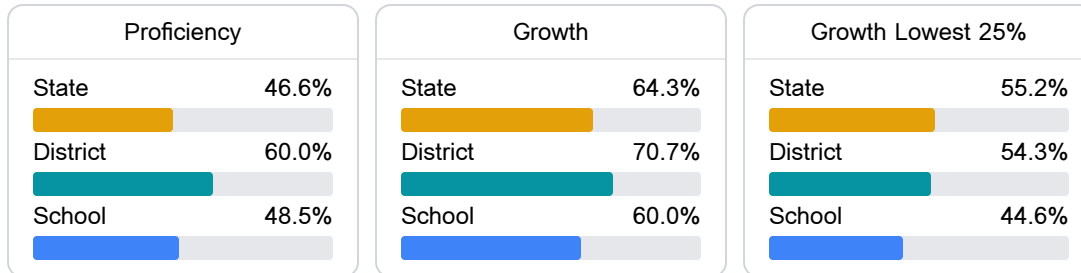 Proficiency
State 46.6%
District 60.0%
School 48.5%
Growth
State 64.3%
District 70.7%
School 60.0%
Growth Lowest 25%
State 55.2%
District 54.3%
School 44.6%